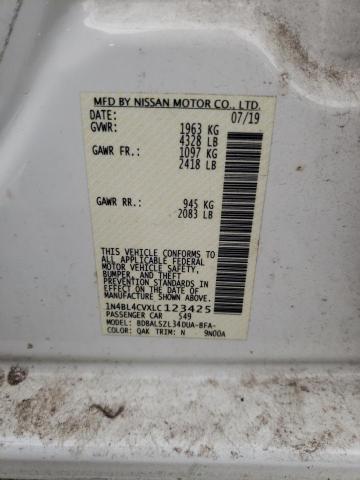 MFD BY NISSAN MOTOR CO., LTD.
DATE: 07/19
GVWR: 1963 KG
4328 LB
GAWR FR.: 1097 KG
2418 LB
GAWR RR.: 945 KG
2083 LB
THIS VEHICLE CONFORMS TO ALL
APPLICABLE FEDERAL MOTOR
VEHICLE SAFETY, BUMPER, AND
THEFT PREVENTION STANDARDS IN
EFFECT ON THE DATE OF
MANUFACTURE SHOWN ABOVE.
1N4BL4CVXLC123425
PASSENGER CAR 549
MODEL: BDBALSZL34DUA-BFA-
COLOR: QAK TRIM: N 9N00A